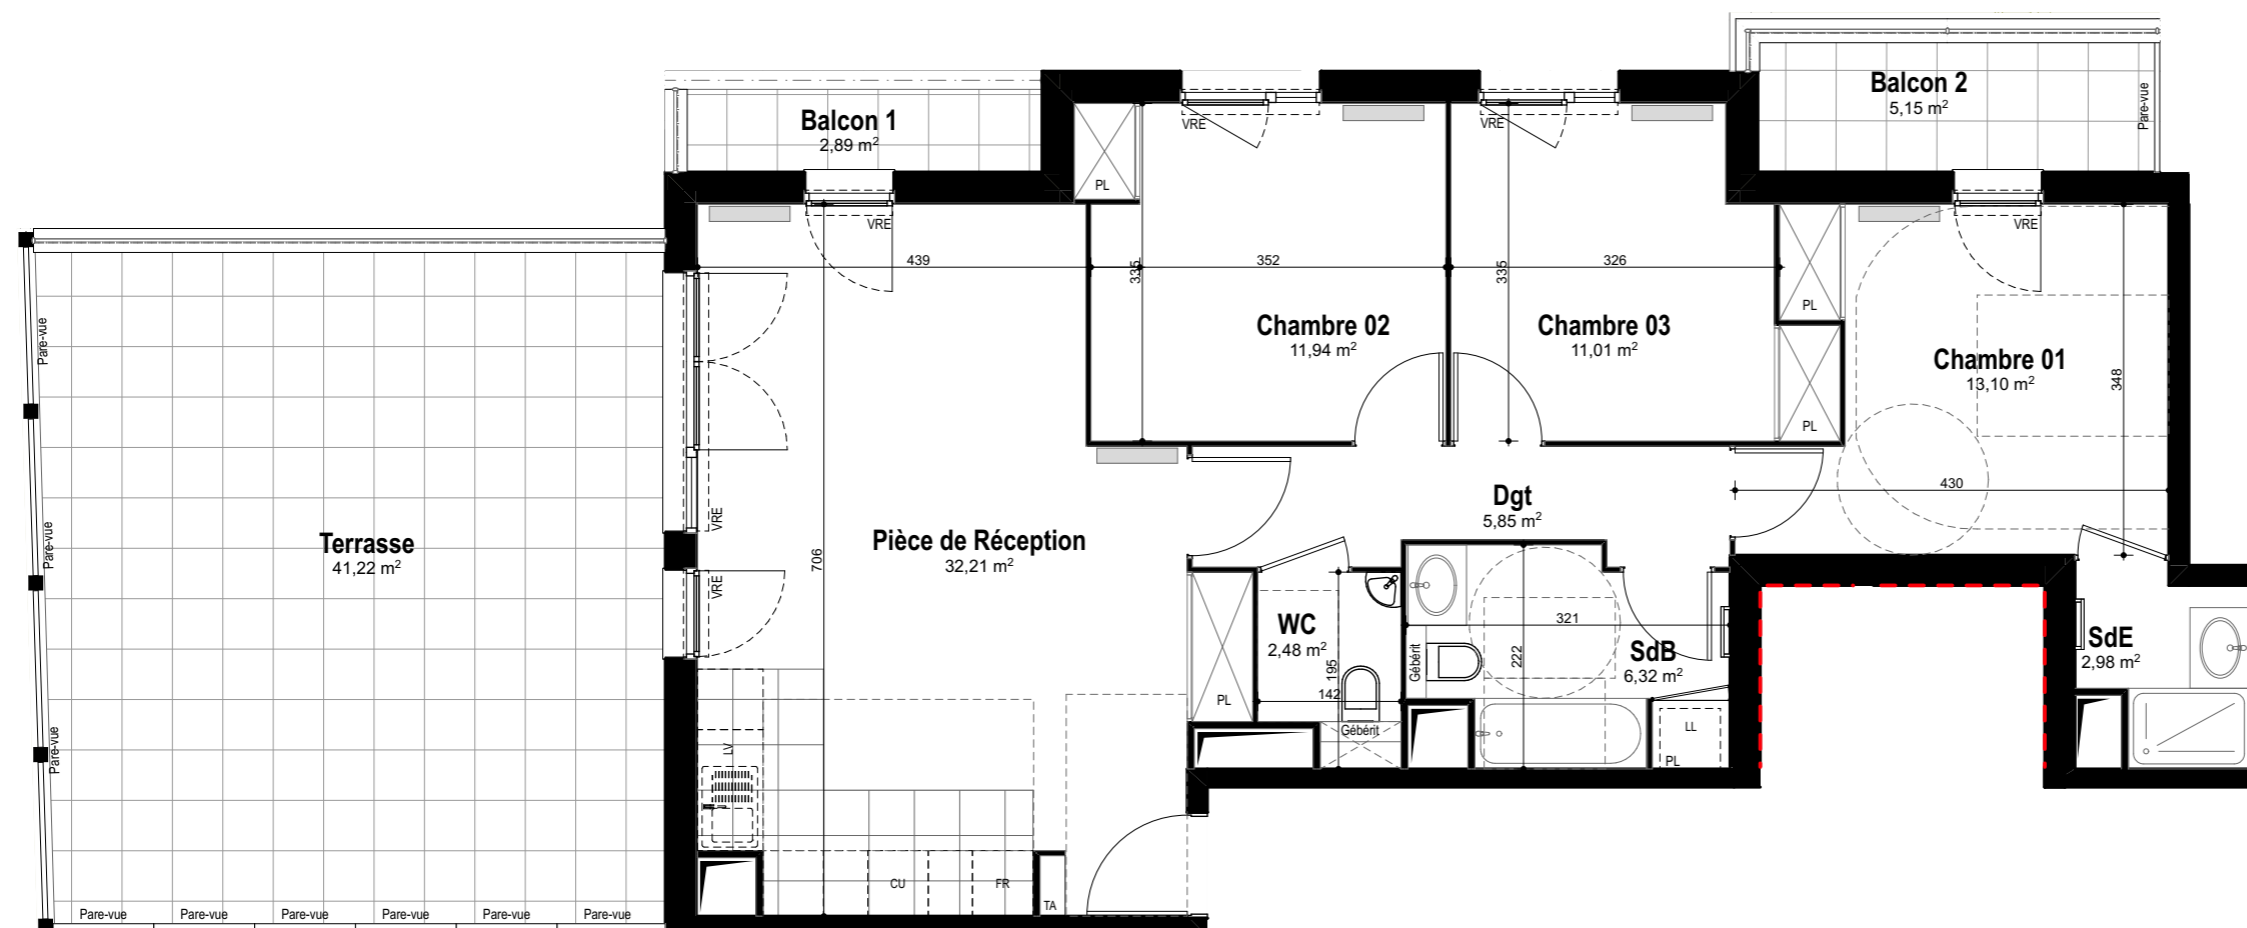 Balcon 1
2,89 m²
Balcon 2
5,15 m²
Pare-vue
VRE
VRE
PL
VRE
VRE
439
335
352
335
326
PL
Chambre 02
11,94 m²
Chambre 03
11,01 m²
Chambre 01
13,10 m²
348
PL
Pare-vue
Pare-vue
Pare-vue
Terrasse
41,22 m²
VRE
VRE
706
Pièce de Réception
32,21 m²
Dgt
5,85 m²
430
WC
2,48 m²
195
142
PL
Gébérit
Gébérit
321
222
SdB
6,32 m²
LL
PL
SdE
2,98 m²
LV
CU
FR
TA
Pare-vue
Pare-vue
Pare-vue
Pare-vue
Pare-vue
Pare-vue